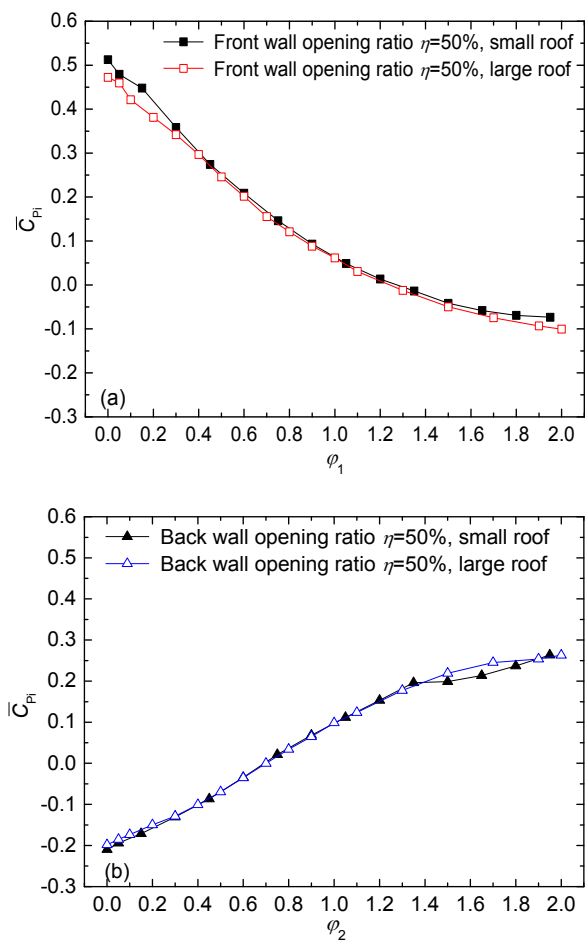 0.6
Front wall opening ratio η=50%, small roof
0.5
Front wall opening ratio η=50%, large roof
0.4
0.3
0.2
C̅Pi
0.1
0.0
-0.1
-0.2
(a)
-0.3
0.0 0.2 0.4 0.6 0.8 1.0 1.2 1.4 1.6 1.8 2.0
φ1
0.6
Back wall opening ratio η=50%, small roof
0.5
Back wall opening ratio η=50%, large roof
0.4
0.3
0.2
C̅Pi
0.1
0.0
-0.1
-0.2
(b)
-0.3
0.0 0.2 0.4 0.6 0.8 1.0 1.2 1.4 1.6 1.8 2.0
φ2